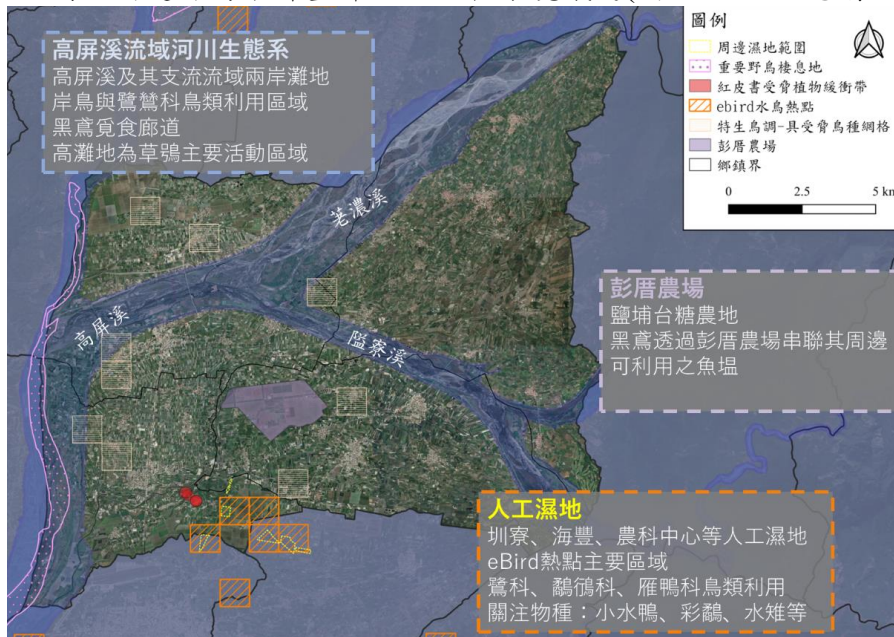 高屏溪流域河川生態系
高屏溪及其支流流域兩岸灘地
岸鳥與鷺鷥科鳥類利用區域
黑鳶覓食廊道
高灘地為草鴞主要活動區域
圖例
周邊濕地範圍
重要野鳥棲息地
紅皮書受脅植物緩衝帶
ebird水鳥熱點
特生鳥調-具受脅鳥種網格
彭厝農場
鄉鎮界
0 2.5 5 km
荖濃溪
高屏溪
隘寮溪
彭厝農場
鹽埔台糖農地
黑鳶透過彭厝農場串聯其周邊
可利用之魚塭
人工濕地
圳寮、海豐、農科中心等人工濕地
eBird熱點主要區域
鷺科、鸕鶿科、雁鴨科鳥類利用
關注物種：小水鴨、彩鷸、水雉等